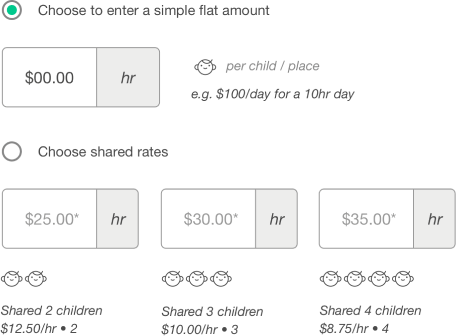 Choose to enter a simple flat amount
$00.00 hr
per child / place
e.g. $100/day for a 10hr day
Choose shared rates
$25.00* hr $30.00* hr $35.00* hr
Shared 2 children Shared 3 children Shared 4 children
$12.50/hr • 2 $10.00/hr • 3 $8.75/hr • 4